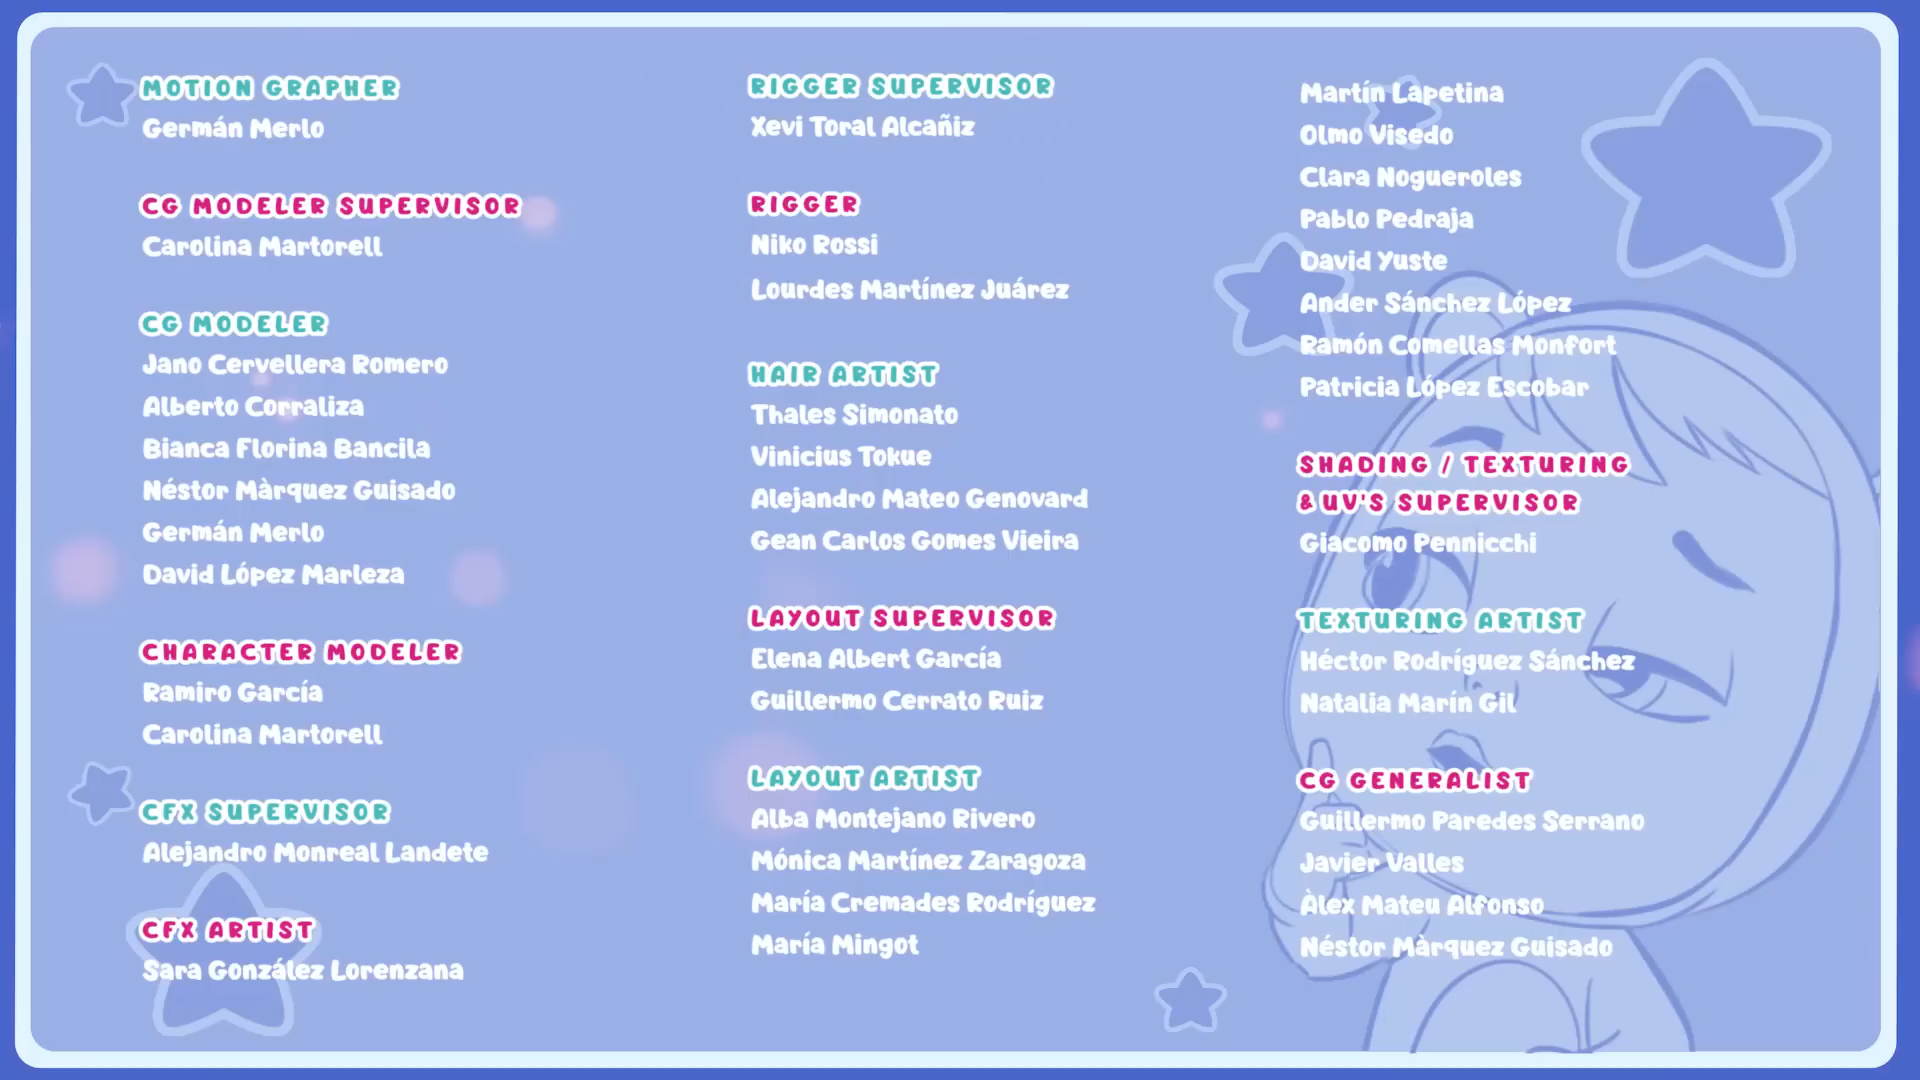 MOTION GRAPHER
Germán Merlo
CG MODELER SUPERVISOR
Carolina Martorell
CG MODELER
Jano Cervellera Romero
Alberto Corraliza
Bianca Florina Bancila
Néstor Màrquez Guisado
Germán Merlo
David López Marleza
CHARACTER MODELER
Ramiro García
Carolina Martorell
CFX SUPERVISOR
Alejandro Monreal Landete
CFX ARTIST
Sara González Lorenzana
RIGGER SUPERVISOR
Xevi Toral Alcañiz
RIGGER
Niko Rossi
Lourdes Martínez Juárez
HAIR ARTIST
Thales Simonato
Vinicius Tokue
Alejandro Mateo Genovard
Gean Carlos Gomes Vieira
LAYOUT SUPERVISOR
Elena Albert García
Guillermo Cerrato Ruiz
LAYOUT ARTIST
Alba Montejano Rivero
Mónica Martínez Zaragoza
María Cremades Rodríguez
María Mingot
Martín Lapetina
Olmo Visedo
Clara Nogueroles
Pablo Pedraja
David Yuste
Ander Sánchez López
Ramón Comellas Monfort
Patricia López Escobar
SHADING / TEXTURING
& UV'S SUPERVISOR
Giacomo Pennicchi
TEXTURING ARTIST
Héctor Rodríguez Sánchez
Natalia Marín Gil
CG GENERALIST
Guillermo Paredes Serrano
Javier Valles
Àlex Mateu Alfonso
Néstor Màrquez Guisado